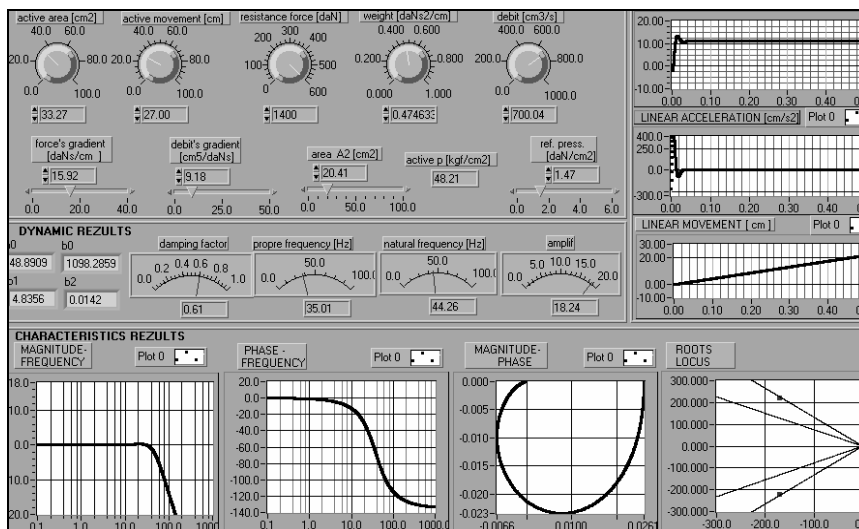 active area [cm2]
active movement [cm]
resistance force [daN]
weight [daNs2/cm]
debit [cm3/s]
40.0 60.0
20.0 80.0
0.0 100.0
33.27
40.0 60.0
20.0 80.0
0.0 100.0
27.00
300
200 400
100 500
0 600
1400
0.400 0.600
0.200 0.800
0.000 1.000
0.474633
400.0 600.0
200.0 800.0
0.0 1000.0
700.04
force's gradient
[daNs/cm ]
15.92
0.0 20.0 40.0
debit's gradient
[cm5/daNs]
9.18
0.0 25.0 50.0
area A2 [cm2]
20.41
0.0 50.0 100.0
active p [kgf/cm2]
48.21
ref. press.
[daN/cm2]
1.47
0.0 2.0 4.0 6.0
20.00
10.00
0.00
-10.00
0.00 0.10 0.20 0.30 0.40
LINEAR ACCELERATION [cm/s2]
Plot 0
400.0
0.0
-300.0
0.00 0.10 0.20 0.30 0.40
LINEAR MOVEMENT [ cm ]
Plot 0
30.00
20.00
0.00
-10.00
0.00 0.10 0.20 0.30 0.40
DYNAMIC REZULTS
b0
48.8909
1098.2859
b2
4.8356
0.0142
damping factor
0.0 0.2 0.4 0.6 0.8 1.0
0.61
propre frequency [Hz]
0.0 50.0 100.0
35.01
natural frequency [Hz]
0.0 50.0 100.0
44.26
amplif
0.0 5.0 10.0 15.0 20.0
18.24
CHARACTERISTICS REZULTS
MAGNITUDE-
FREQUENCY
Plot 0
18.0
10.0
0.0
10.0
20.0
0.1 1.0 10.0 100.0
PHASE -
FREQUENCY
Plot 0
20.0
0.0
-20.0
-40.0
-60.0
-80.0
-100.0
-120.0
-140.0
0.1 1.0 10.0 100.0 1000.0
MAGNITUDE-
PHASE
Plot 0
0.000
-0.010
-0.015
-0.020
-0.023
-0.0066 0.0100
ROOTS
LOCUS
300.000
200.000
100.000
0.000
-100.000
-200.000
-300.000
-300.0 -200.0 -100.0